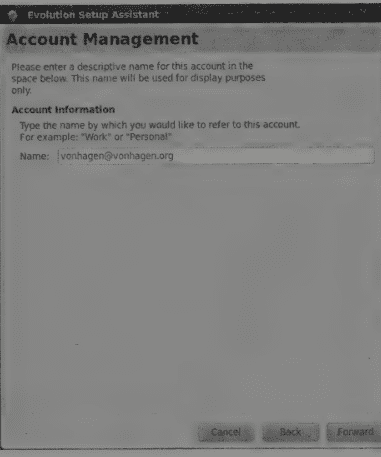 Evolution Setup Assistant
Account Management
Please enter a descriptive name for this account in the
space below. This name will be used for display purposes
only.
Account Information
Type the name by which you would like to refer to this account.
For example: "Work" or "Personal"
Name: vonhagen@vonhagen.org
Cancel Back Forward